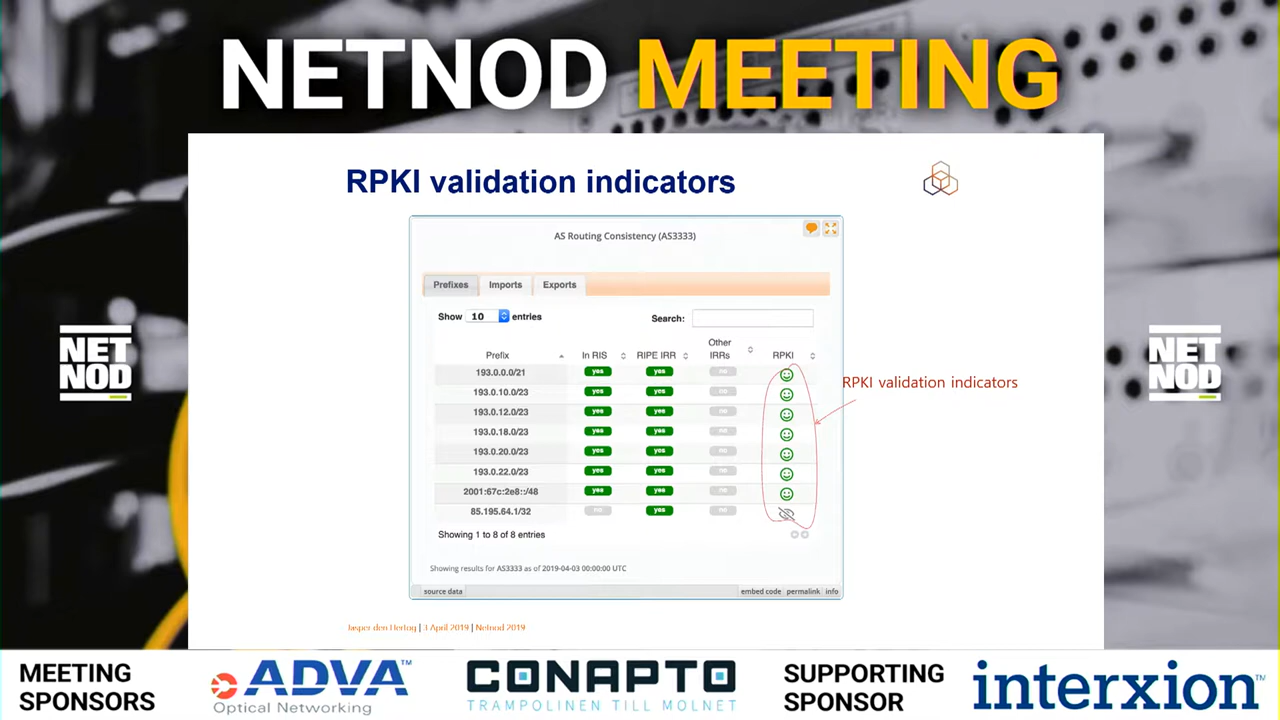 NETNOD MEETING
RPKI validation indicators
AS Routing Consistency (AS3333)
Prefixes Imports Exports
Show 10 entries Search:
Prefix In RIS RIPE IRR Other IRRs RPKI
193.0.0.0/21 yes yes no
193.0.10.0/23 yes yes no
193.0.12.0/23 yes yes no
193.0.18.0/23 yes yes no
193.0.20.0/23 yes yes no
193.0.22.0/23 yes yes no
2001:67c:2e8::/48 yes yes no
85.195.64.1/32 no yes no
RPKI validation indicators
Showing 1 to 8 of 8 entries
Showing results for AS3333 as of 2019-04-03 00:00:00 UTC
source data embed code permalink info
Jasper den Hertog | 3 April 2019 | Netnod 2019
NET
NOD
NET
NOD
MEETING
SPONSORS
ADVA™
Optical Networking
CONAPTO
TRAMPOLINEN TILL MOLNET
SUPPORTING
SPONSOR
interxion™